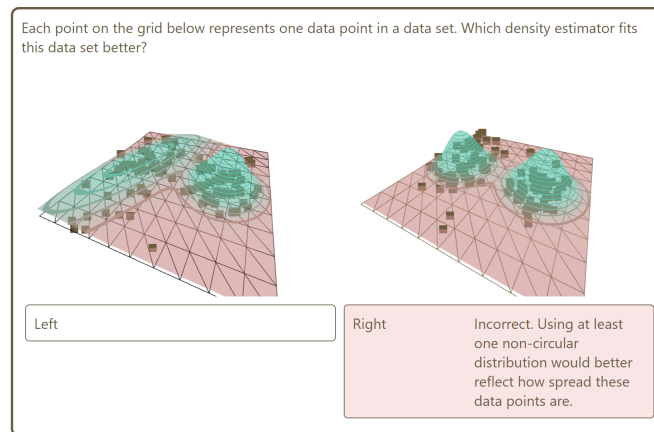 Each point on the grid below represents one data point in a data set. Which density estimator fits
this data set better?
Left
Right
Incorrect. Using at least
one non-circular
distribution would better
reflect how spread these
data points are.